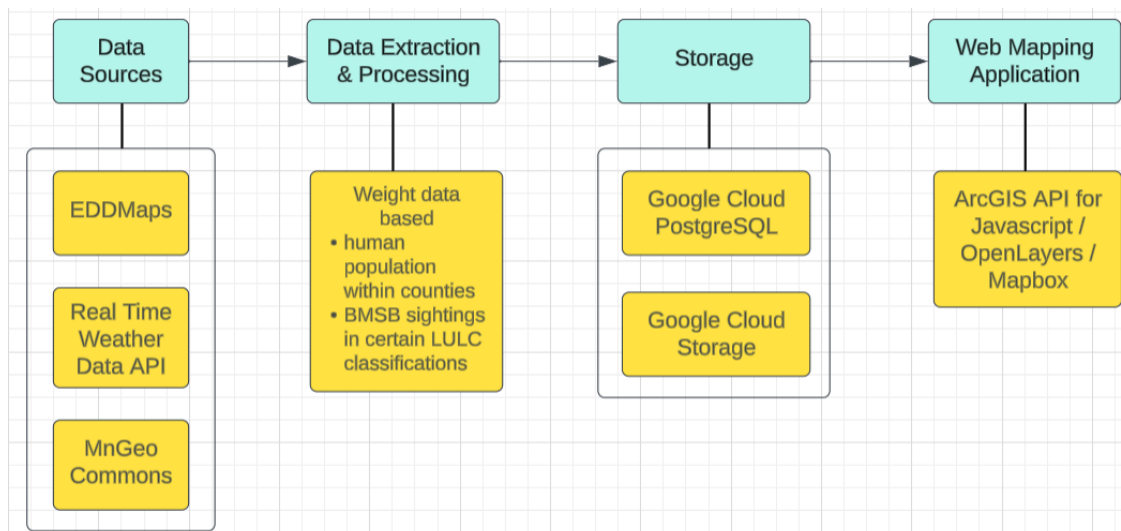 Data
Sources
Data Extraction
& Processing
Storage
Web Mapping
Application
EDDMaps
Real Time
Weather
Data API
MnGeo
Commons
Weight data
based
• human
population
within counties
• BMSB sightings
in certain LULC
classifications
Google Cloud
PostgreSQL
Google Cloud
Storage
ArcGIS API for
Javascript /
OpenLayers /
Mapbox